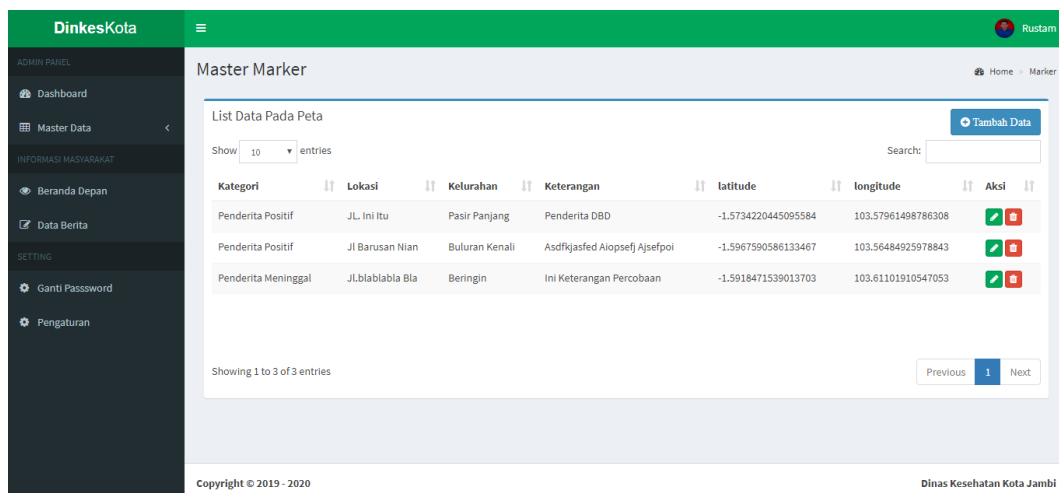 DinkesKota
Rustam
ADMIN PANEL
Dashboard
Master Data
INFORMASI MASYARAKAT
Beranda Depan
Data Berita
SETTING
Ganti Passsword
Pengaturan
Master Marker
Home > Marker
List Data Pada Peta
Tambah Data
Show 10 entries
Search:
Kategori Lokasi Kelurahan Keterangan latitude longitude Aksi
Penderita Positif JL. Ini Itu Pasir Panjang Penderita DBD -1.5734220445095584 103.57961498786308
Penderita Positif Jl Barusan Nian Buluran Kenali Asdfkjasfed Aiopsefj Ajsefpoi -1.5967590586133467 103.56484925978843
Penderita Meninggal Jl.blablabla Bla Beringin Ini Keterangan Percobaan -1.5918471539013703 103.61101910547053
Showing 1 to 3 of 3 entries
Previous 1 Next
Copyright © 2019 - 2020
Dinas Kesehatan Kota Jambi